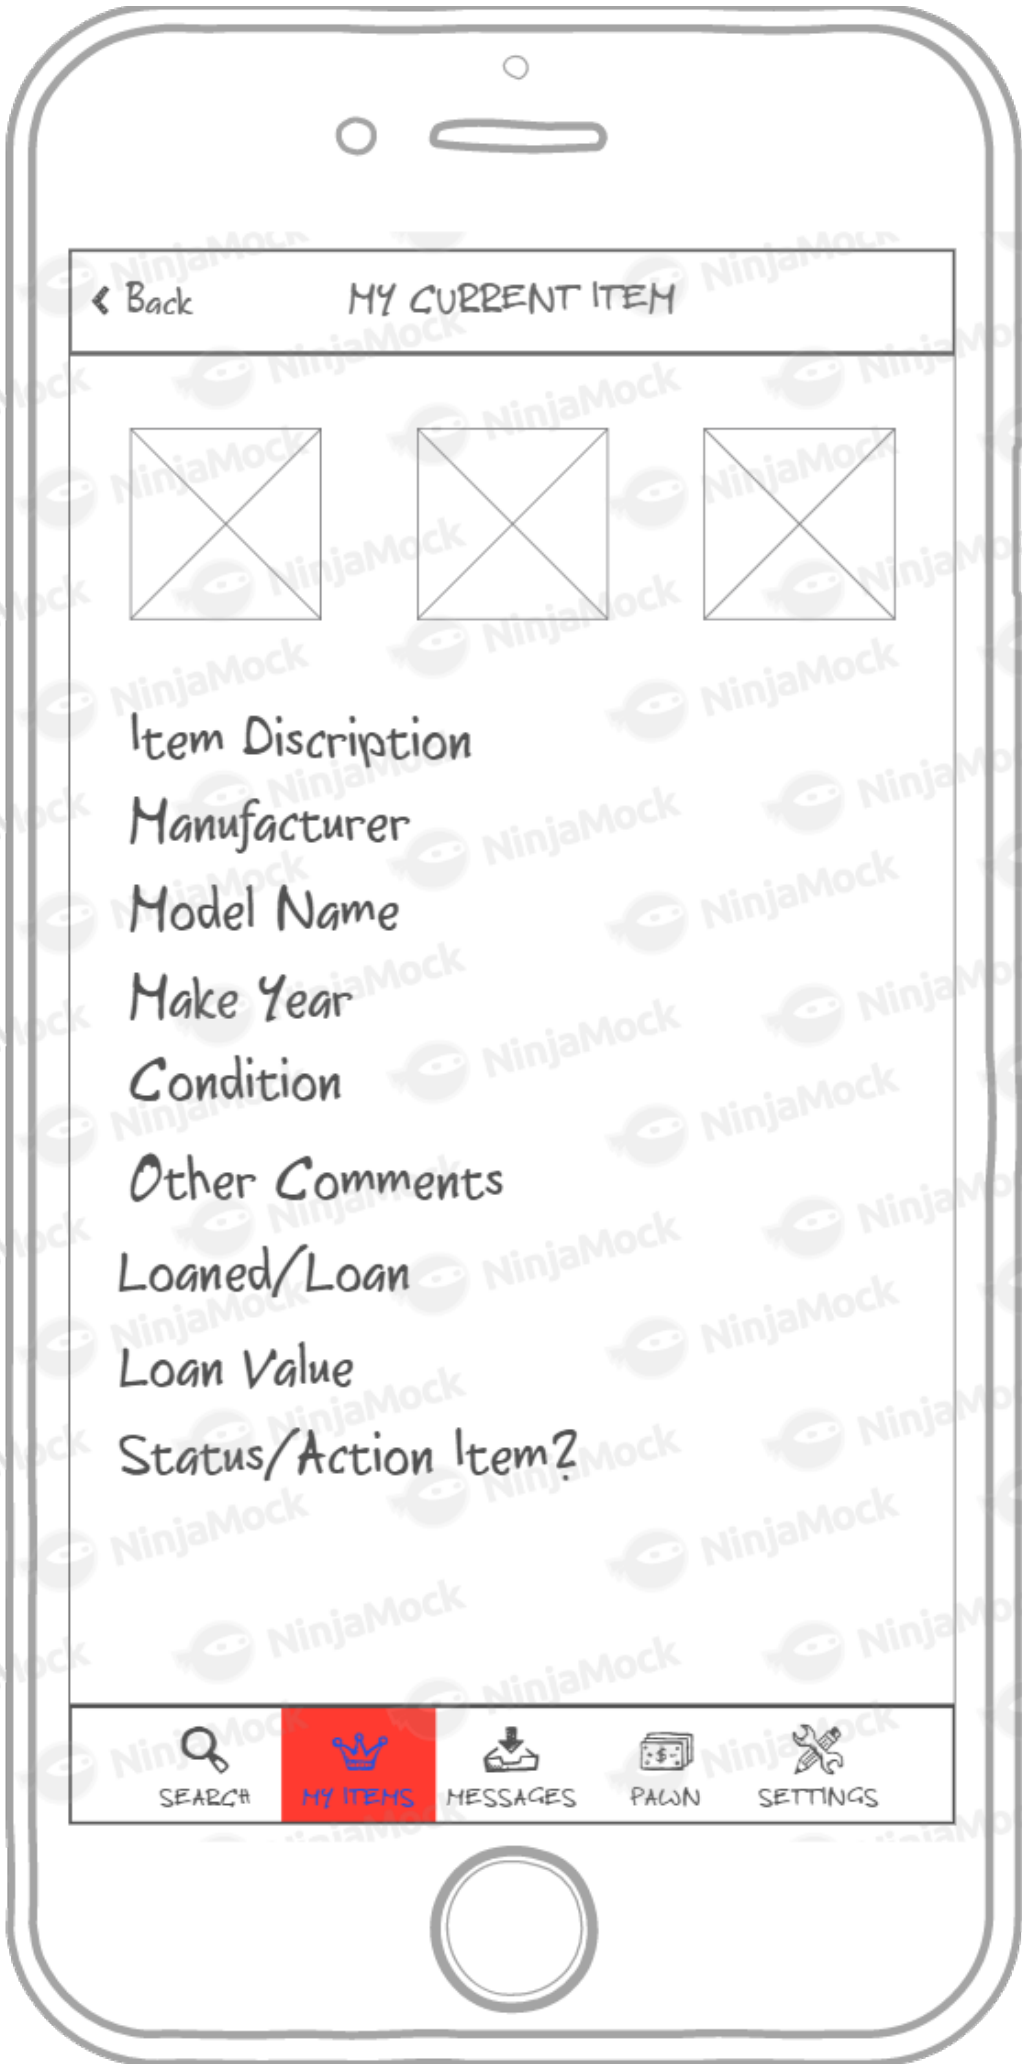 Back MY CURRENT ITEM
Item Discription
Manufacturer
Model Name
Make Year
Condition
Other Comments
Loaned/Loan
Loan Value
Status/Action Item?
SEARCH MY ITEMS MESSAGES PAWN SETTINGS
NinjaMock